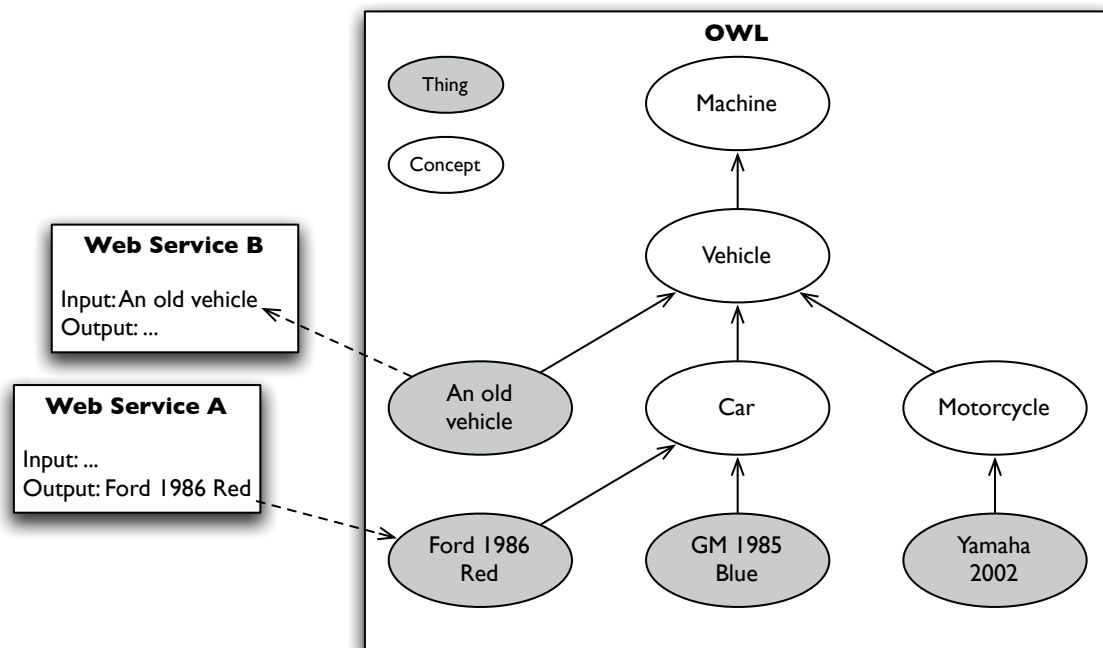 OWL
Thing
Machine
Concept
Vehicle
Web Service B
Input: An old vehicle
Output: ...
Web Service A
Input: ...
Output: Ford 1986 Red
An old
vehicle
Car
Motorcycle
Ford 1986
Red
GM 1985
Blue
Yamaha
2002